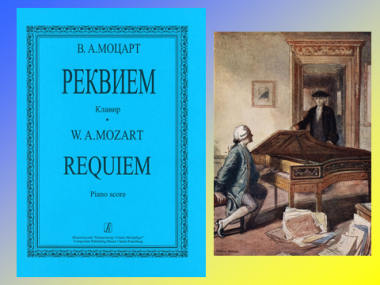 В. А. МОЦАРТ
РЕКВИЕМ
Клавир
W. A. MOZART
REQUIEM
Piano score